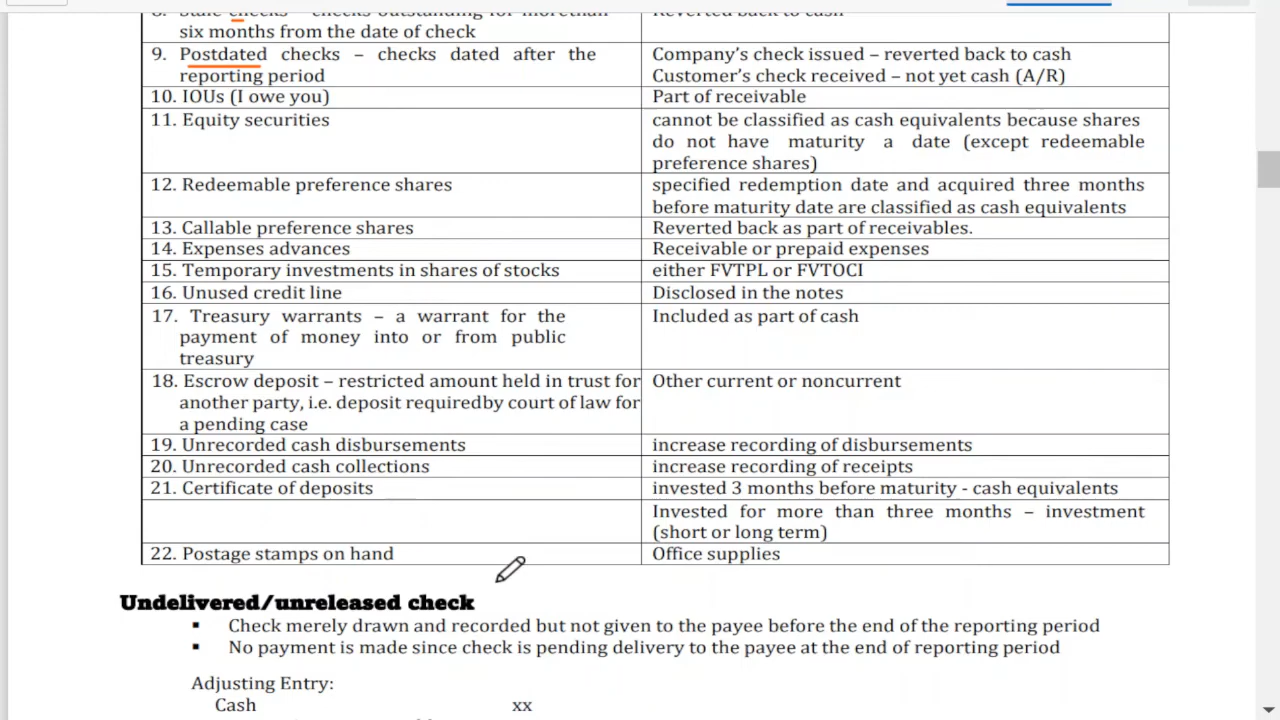 six months from the date of check
Reverted back to cash
9. Postdated checks – checks dated after the
reporting period
Company's check issued – reverted back to cash
Customer's check received – not yet cash (A/R)
10. IOUs (I owe you)
Part of receivable
11. Equity securities
cannot be classified as cash equivalents because shares
do not have maturity a date (except redeemable
preference shares)
12. Redeemable preference shares
specified redemption date and acquired three months
before maturity date are classified as cash equivalents
13. Callable preference shares
Reverted back as part of receivables.
14. Expenses advances
Receivable or prepaid expenses
15. Temporary investments in shares of stocks
either FVTPL or FVTOCI
16. Unused credit line
Disclosed in the notes
17. Treasury warrants – a warrant for the
payment of money into or from public
treasury
Included as part of cash
18. Escrow deposit – restricted amount held in trust for
another party, i.e. deposit requiredby court of law for
a pending case
Other current or noncurrent
19. Unrecorded cash disbursements
increase recording of disbursements
20. Unrecorded cash collections
increase recording of receipts
21. Certificate of deposits
invested 3 months before maturity - cash equivalents
Invested for more than three months – investment
(short or long term)
22. Postage stamps on hand
Office supplies
Undelivered/unreleased check
▪ Check merely drawn and recorded but not given to the payee before the end of the reporting period
▪ No payment is made since check is pending delivery to the payee at the end of reporting period
Adjusting Entry:
Cash xx